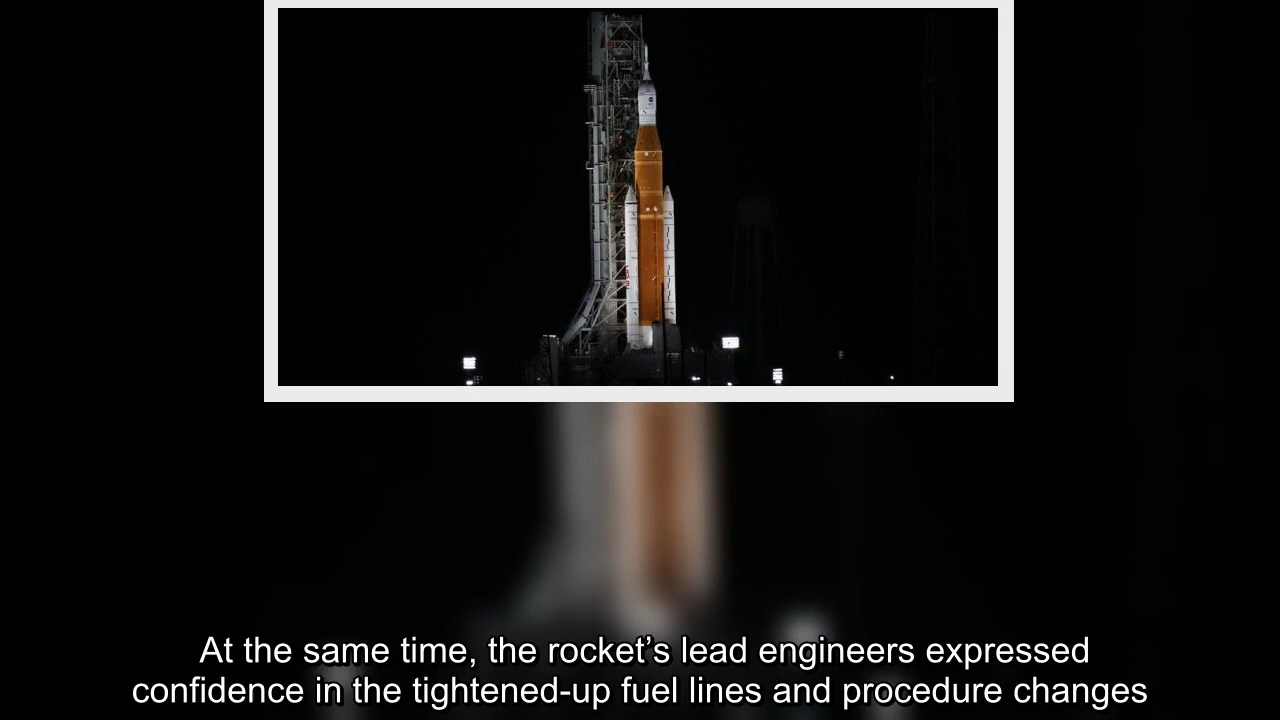 At the same time, the rocket’s lead engineers expressed
confidence in the tightened-up fuel lines and procedure changes